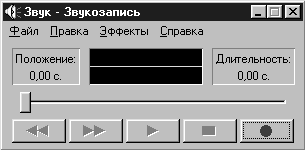 Звук - Звукозапись
Файл Правка Эффекты Справка
Положение: Длительность:
0,00 с. 0,00 с.